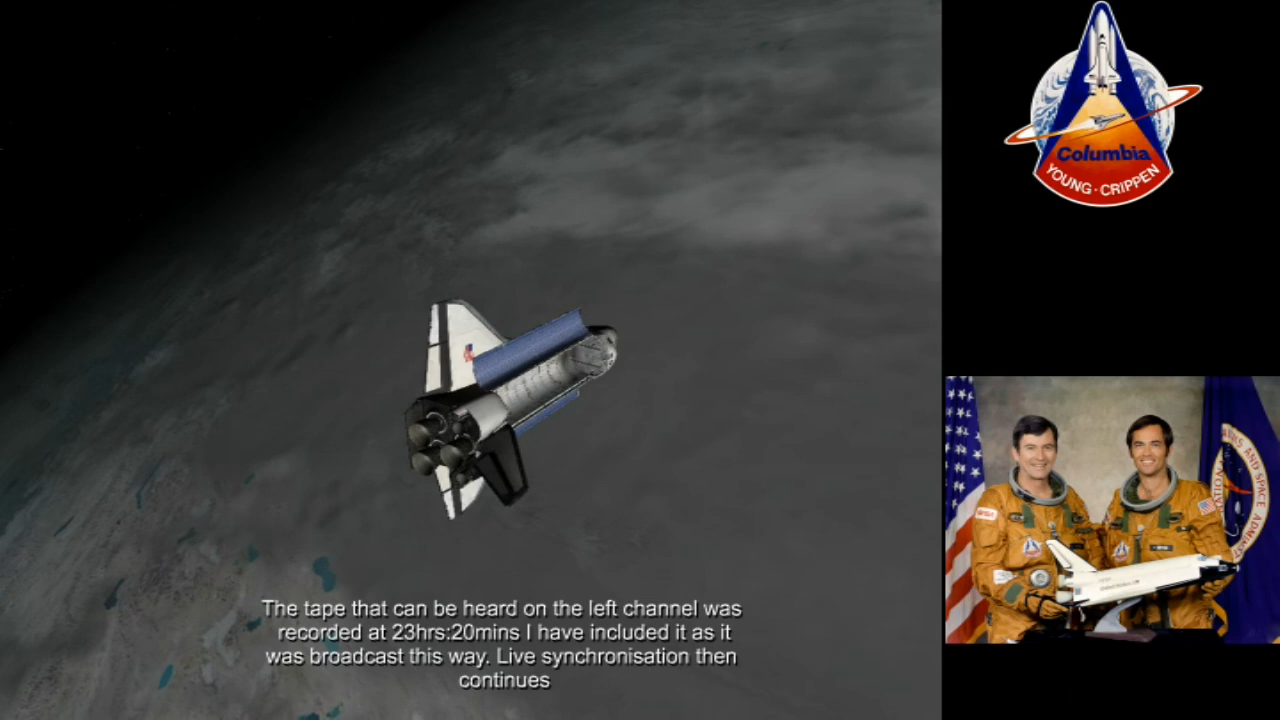 Columbia
YOUNG · CRIPPEN
The tape that can be heard on the left channel was
recorded at 23hrs:20mins I have included it as it
was broadcast this way. Live synchronisation then
continues